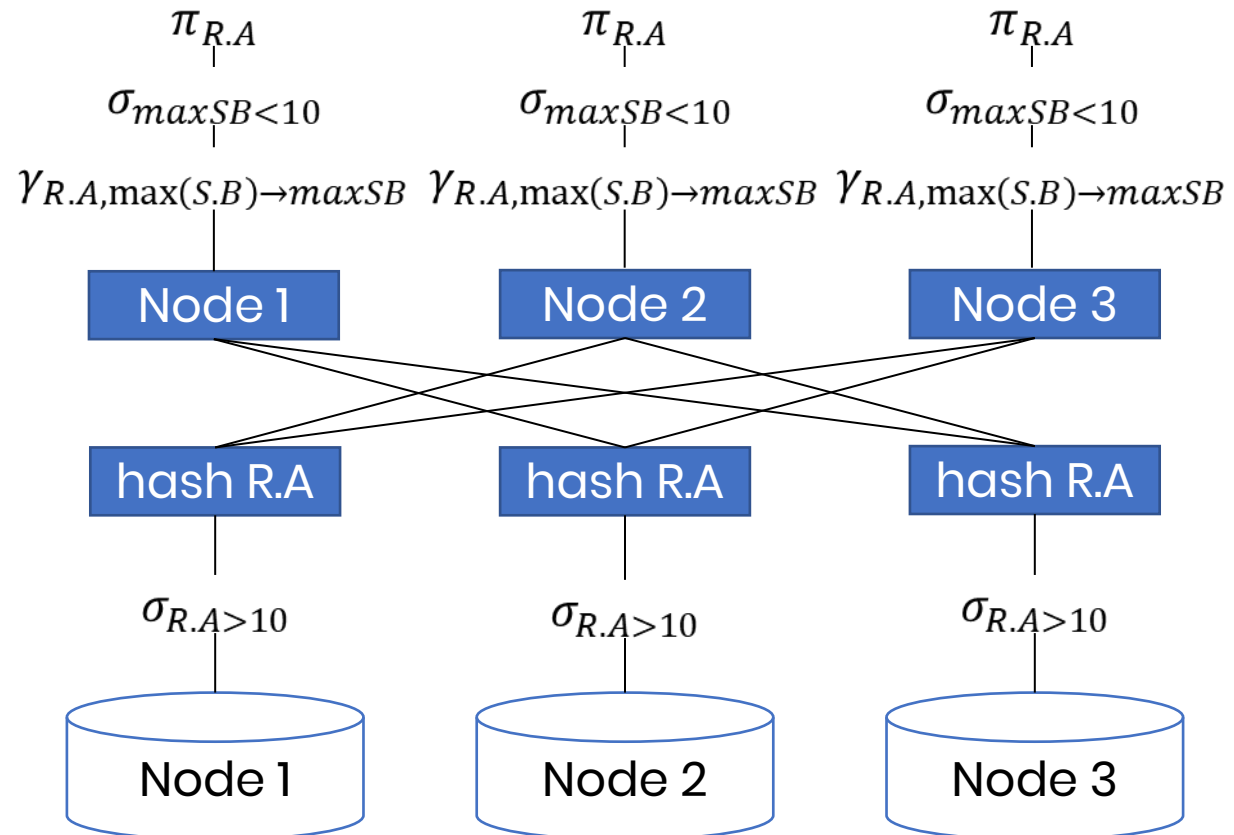 π_{R.A} π_{R.A} π_{R.A}
σ_{maxSB<10} σ_{maxSB<10} σ_{maxSB<10}
γ_{R.A,max(S.B)→maxSB} γ_{R.A,max(S.B)→maxSB} γ_{R.A,max(S.B)→maxSB}
Node 1 Node 2 Node 3
hash R.A hash R.A hash R.A
σ_{R.A>10} σ_{R.A>10} σ_{R.A>10}
Node 1 Node 2 Node 3